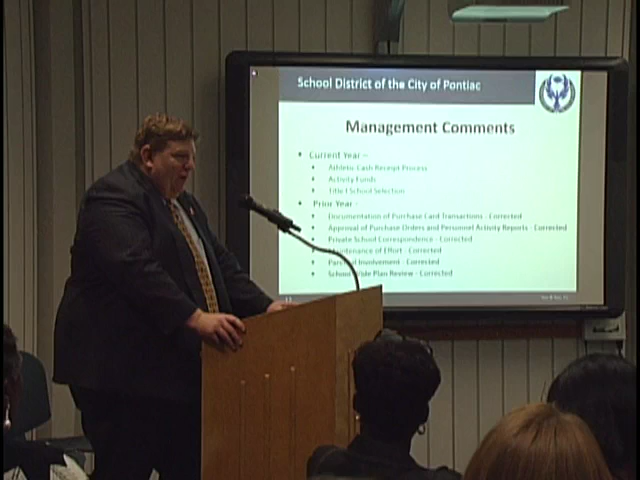 School District of the City of Pontiac
Management Comments
• Current Year –
• Athletic Cash Receipt Process
• Activity Funds
• Title I School Selection
• Prior Year -
• Documentation of Purchase Card Transactions - Corrected
• Approval of Purchase Orders and Personnel Activity Reports - Corrected
• Private School Correspondence - Corrected
• Maintenance of Effort - Corrected
• Parental Involvement - Corrected
• School Wide Plan Review - Corrected